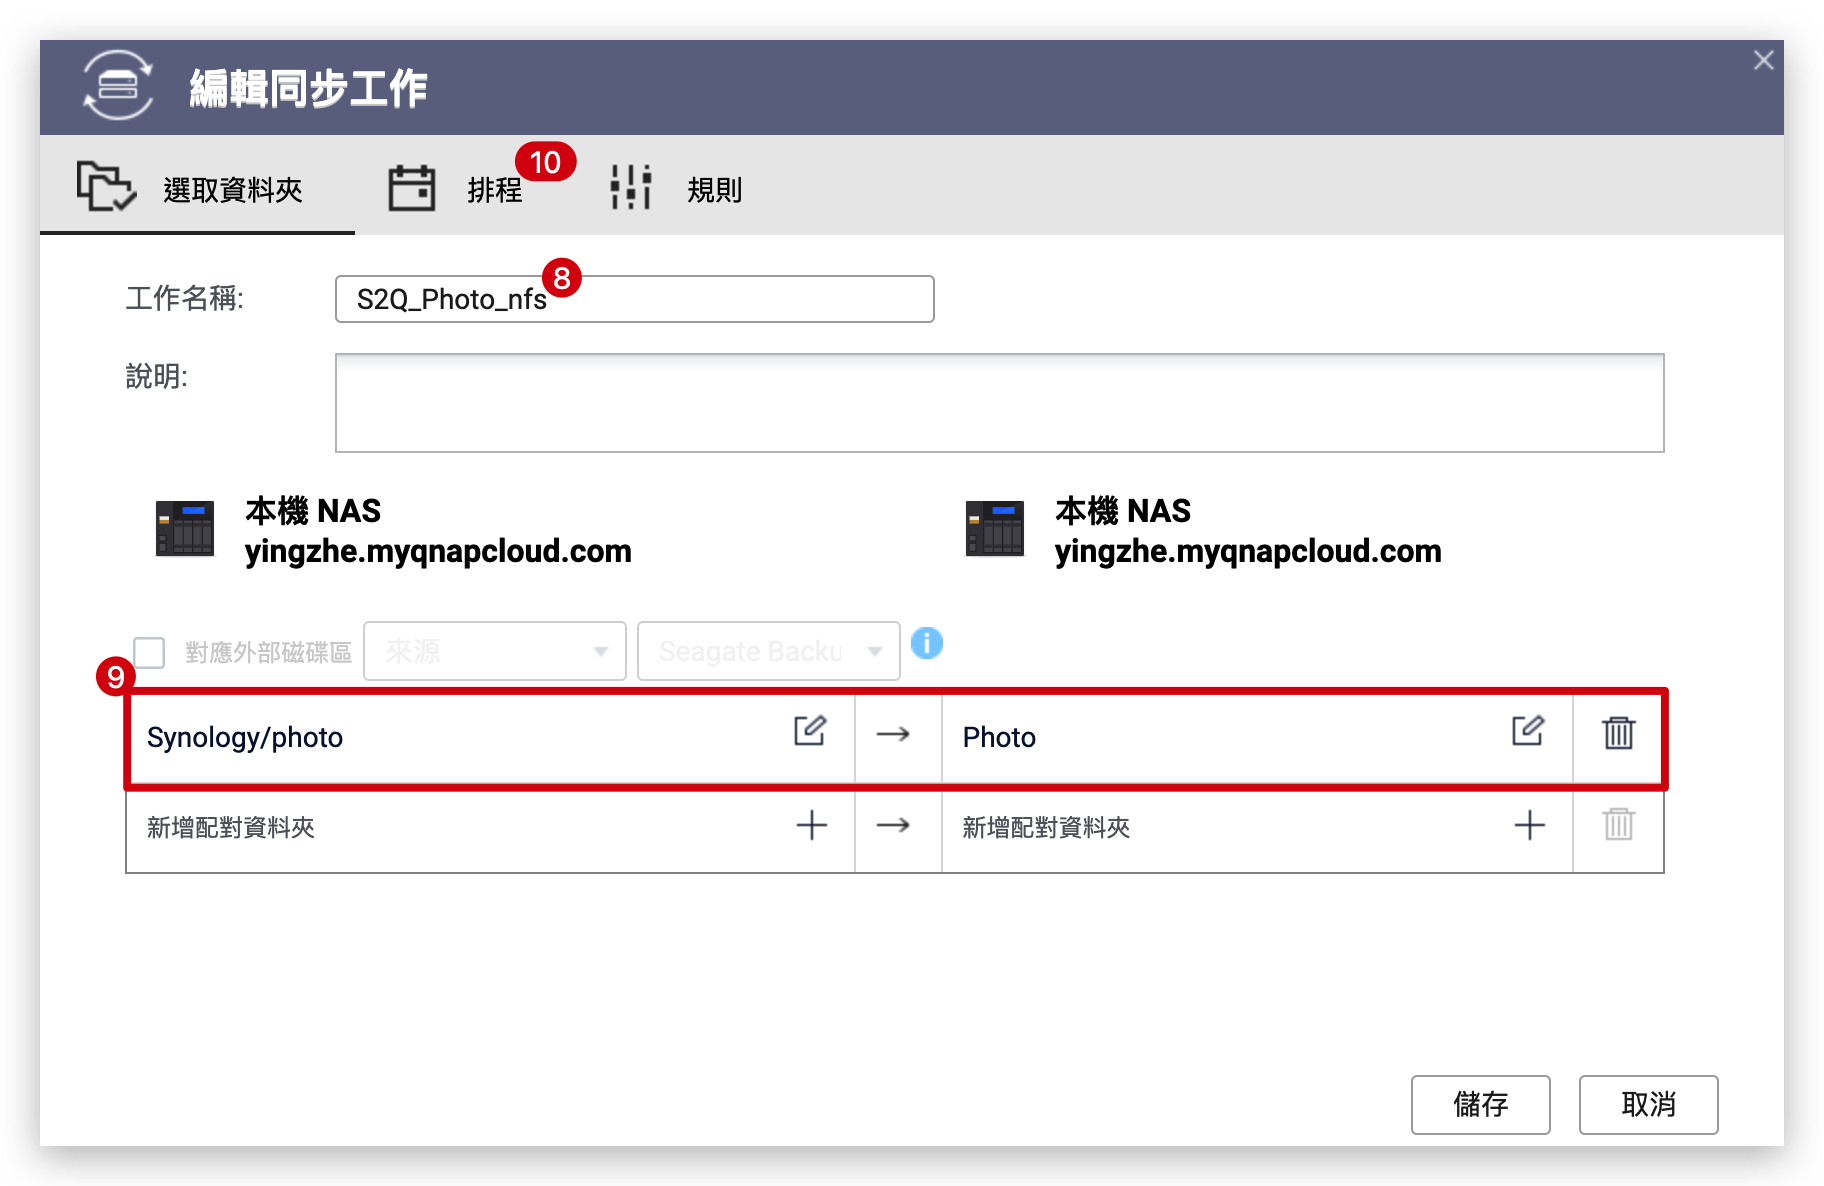 編輯同步工作
選取資料夾
排程
10
規則
工作名稱:
S2Q_Photo_nfs
8
說明:
本機 NAS
yingzhe.myqnapcloud.com
本機 NAS
yingzhe.myqnapcloud.com
對應外部磁碟區
來源
Seagate Backu
i
9
Synology/photo
→
Photo
新增配對資料夾
+
→
新增配對資料夾
+
儲存
取消